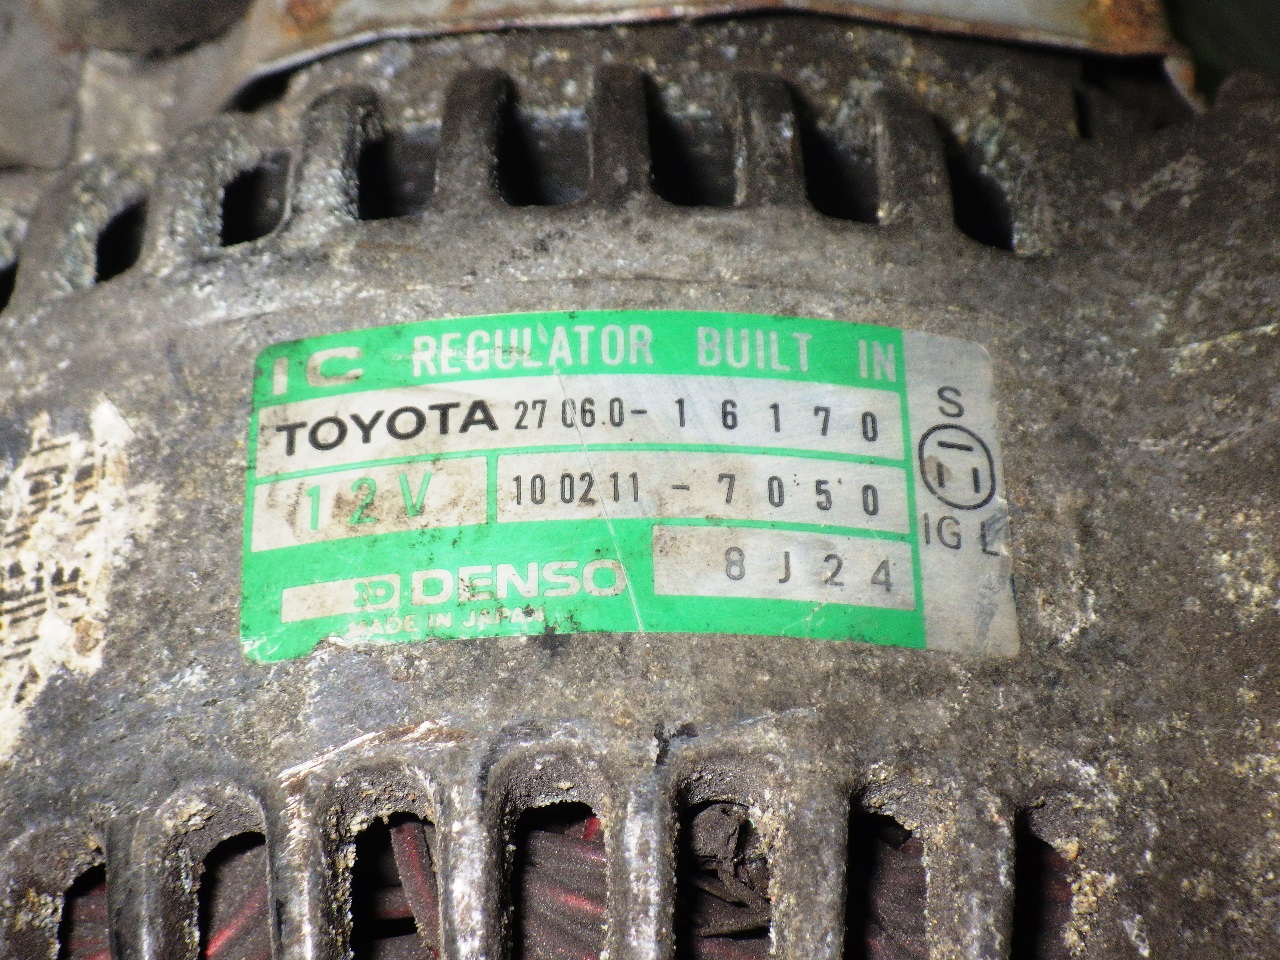 IC REGULATOR BUILT IN
TOYOTA 27060-16170
12V 100211-7050
DENSO 8J24
MADE IN JAPAN
S
IG L